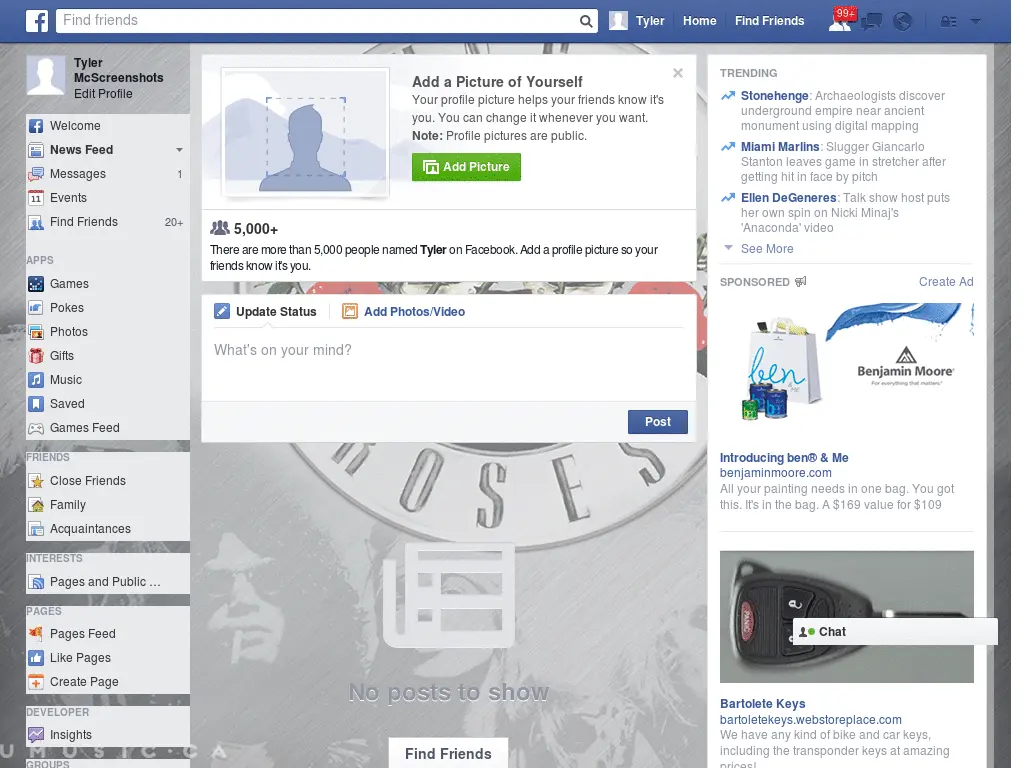 Find friends
Tyler
Home
Find Friends
99+
Tyler
McScreenshots
Edit Profile
Welcome
News Feed
Messages
1
Events
Find Friends
20+
APPS
Games
Pokes
Photos
Gifts
Music
Saved
Games Feed
FRIENDS
Close Friends
Family
Acquaintances
INTERESTS
Pages and Public ...
PAGES
Pages Feed
Like Pages
Create Page
DEVELOPER
Insights
GROUPS
UMUSIC.CA
Add a Picture of Yourself
Your profile picture helps your friends know it's
you. You can change it whenever you want.
Note: Profile pictures are public.
Add Picture
5,000+
There are more than 5,000 people named Tyler on Facebook. Add a profile picture so your
friends know it's you.
Update Status
Add Photos/Video
What's on your mind?
Post
ROSES
No posts to show
Find Friends
TRENDING
Stonehenge: Archaeologists discover
underground empire near ancient
monument using digital mapping
Miami Marlins: Slugger Giancarlo
Stanton leaves game in stretcher after
getting hit in face by pitch
Ellen DeGeneres: Talk show host puts
her own spin on Nicki Minaj's
'Anaconda' video
See More
SPONSORED
Create Ad
ben
Benjamin Moore
For everything that matters.
Introducing ben® & Me
benjaminmoore.com
All your painting needs in one bag. You got
this. It's in the bag. A $169 value for $109
PANIC
Chat
Bartolete Keys
bartoletekeys.webstoreplace.com
We have any kind of bike and car keys,
including the transponder keys at amazing
prices!